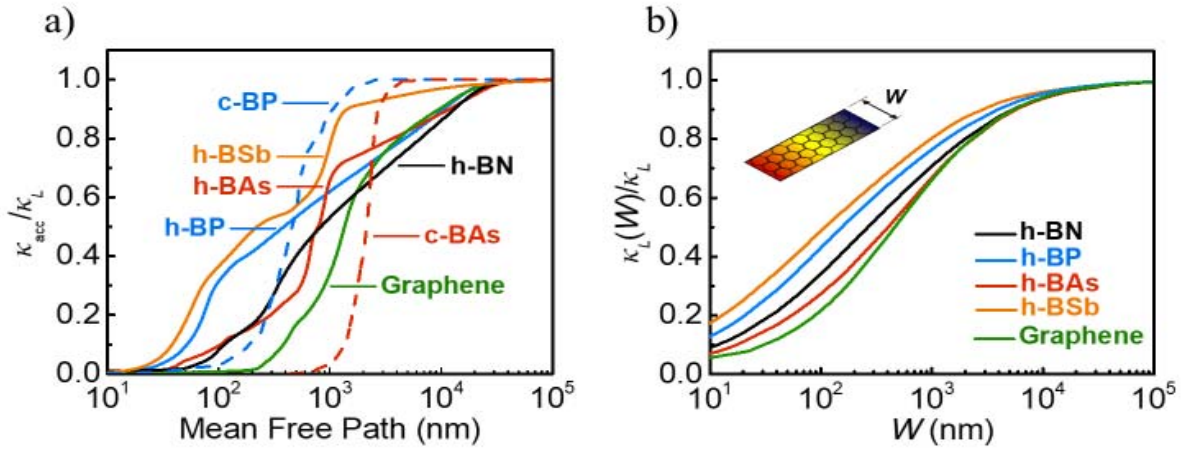 a)
κacc/κL
1.0
0.8
0.6
0.4
0.2
0.0
c-BP
h-BSb
h-BAs
h-BP
h-BN
c-BAs
Graphene
10^1 10^2 10^3 10^4 10^5
Mean Free Path (nm)
b)
κL(W)/κL
1.0
0.8
0.6
0.4
0.2
0.0
W
h-BN
h-BP
h-BAs
h-BSb
Graphene
10^1 10^2 10^3 10^4 10^5
W (nm)